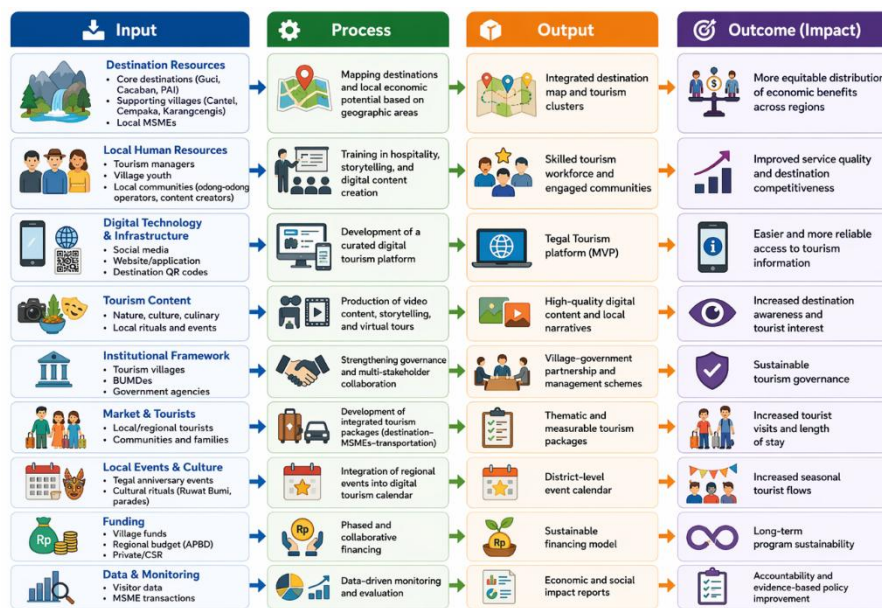 Input
Process
Output
Outcome (Impact)
Destination Resources
• Core destinations (Guci,
Cacaban, PAI)
• Supporting villages (Cantel,
Cempaka, Karangcengis)
• Local MSMEs
Mapping destinations
and local economic
potential based on
geographic areas
Integrated destination
map and tourism
clusters
More equitable distribution
of economic benefits
across regions
Local Human Resources
• Tourism managers
• Village youth
• Local communities (odong-odong
operators, content creators)
Training in hospitality,
storytelling, and
digital content
creation
Skilled tourism
workforce and
engaged communities
Improved service quality
and destination
competitiveness
Digital Technology
& Infrastructure
• Social media
• Website/application
• Destination QR codes
Development of a
curated digital
tourism platform
Tegal Tourism
platform (MVP)
Easier and more reliable
access to tourism
information
Tourism Content
• Nature, culture, culinary
• Local rituals and events
Production of video
content, storytelling,
and virtual tours
High-quality digital
content and local
narratives
Increased destination
awareness and
tourist interest
Institutional Framework
• Tourism villages
• BUMDes
• Government agencies
Strengthening governance
and multi-stakeholder
collaboration
Village–government
partnership and
management schemes
Sustainable
tourism governance
Market & Tourists
• Local/regional tourists
• Communities and families
Development of
integrated tourism
packages (destination–
MSMEs–transportation)
Thematic and
measurable tourism
packages
Increased tourist
visits and length
of stay
Local Events & Culture
• Tegal anniversary events
• Cultural rituals (Ruwat Bumi,
parades)
Integration of regional
events into digital
tourism calendar
District-level
event calendar
Increased seasonal
tourist flows
Funding
• Village funds
• Regional budget (APBD)
• Private/CSR
Rp
Rp
Phased and
collaborative
financing
Rp
Sustainable
financing model
Long-term
program sustainability
Data & Monitoring
• Visitor data
• MSME transactions
Data-driven monitoring
and evaluation
Economic and social
impact reports
Accountability and
evidence-based policy
improvement